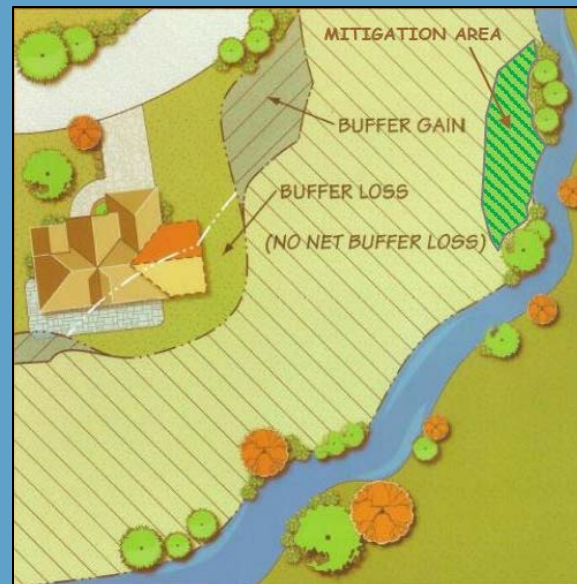 MITIGATION AREA
BUFFER GAIN
BUFFER LOSS
(NO NET BUFFER LOSS)